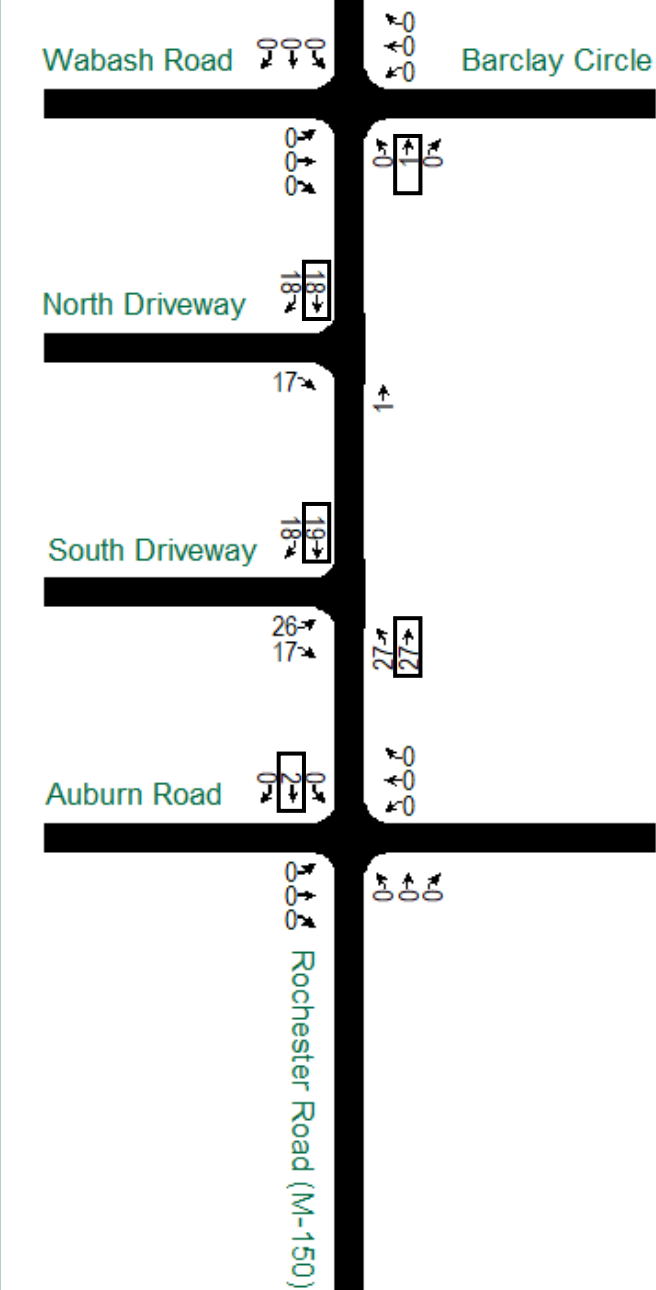 0 0 0
0
0
0
Wabash Road
Barclay Circle
0
0
0
0 1 0
18 18
North Driveway
17
1
18 19
South Driveway
26
17
27 27
0
0
0
0 2 0
Auburn Road
0
0
0
0 0 0
Rochester Road (M-150)